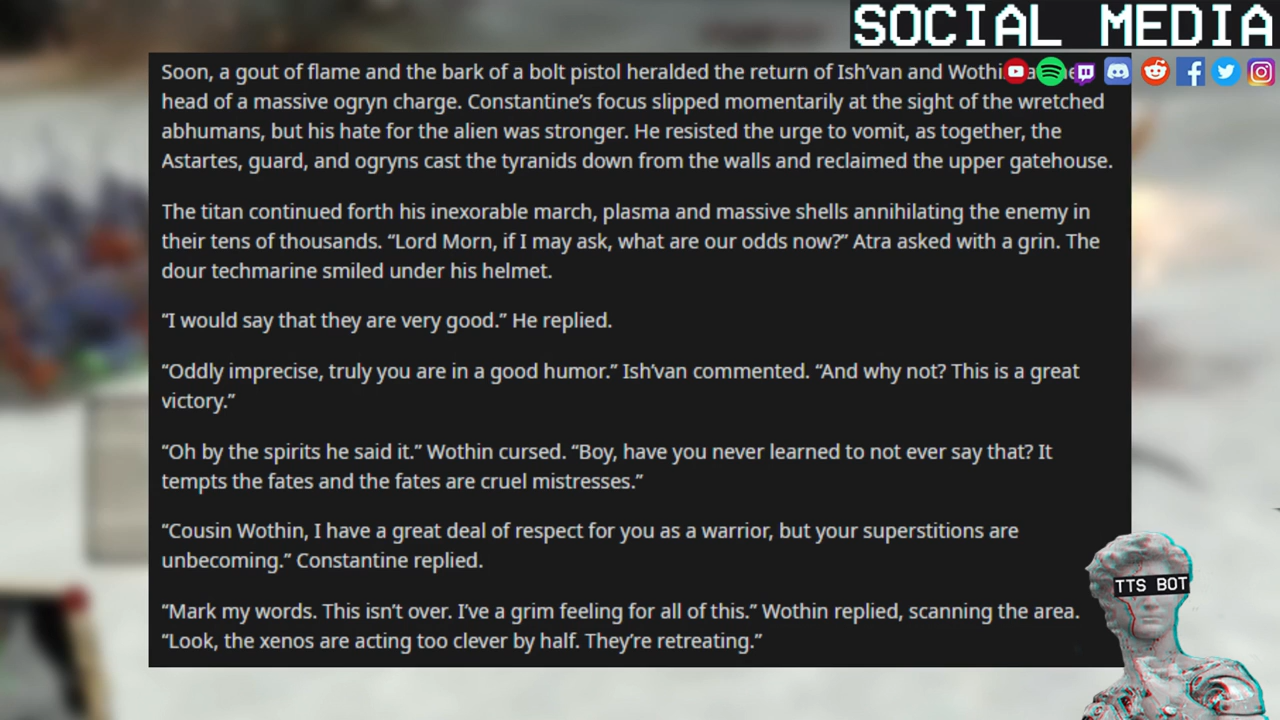 SOCIAL MEDIA
Soon, a gout of flame and the bark of a bolt pistol heralded the return of Ish’van and
head of a massive ogryn charge. Constantine’s focus slipped momentarily at the sight of the wretched
abhumans, but his hate for the alien was stronger. He resisted the urge to vomit, as together, the
Astartes, guard, and ogryns cast the tyranids down from the walls and reclaimed the upper gatehouse.
The titan continued forth his inexorable march, plasma and massive shells annihilating the enemy in
their tens of thousands. “Lord Morn, if I may ask, what are our odds now?” Atra asked with a grin. The
dour techmarine smiled under his helmet.
“I would say that they are very good.” He replied.
“Oddly imprecise, truly you are in a good humor.” Ish’van commented. “And why not? This is a great
victory.”
“Oh by the spirits he said it.” Wothin cursed. “Boy, have you never learned to not ever say that? It
tempts the fates and the fates are cruel mistresses.”
“Cousin Wothin, I have a great deal of respect for you as a warrior, but your superstitions are
unbecoming.” Constantine replied.
“Mark my words. This isn’t over. I’ve a grim feeling for all of this.” Wothin replied, scanning the area.
“Look, the xenos are acting too clever by half. They’re retreating.”
TTS BOT